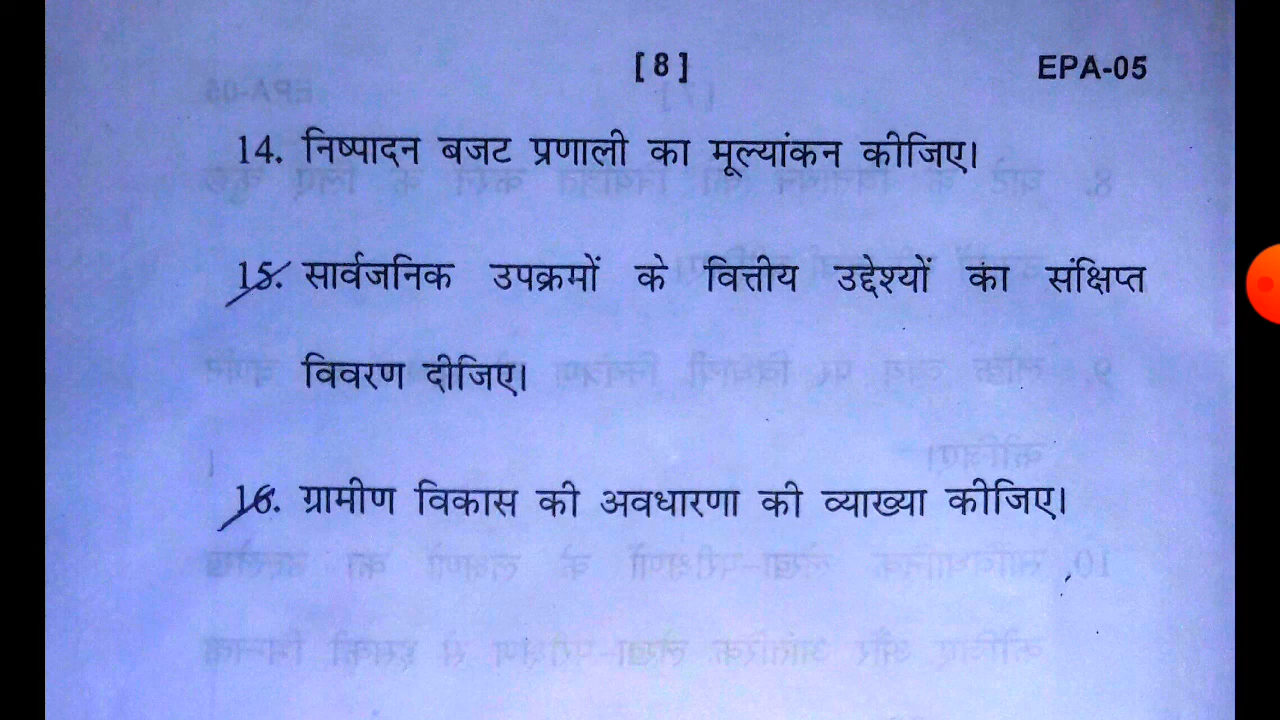 [ 8 ] EPA-05
14. निष्पादन बजट प्रणाली का मूल्यांकन कीजिए।
15. सार्वजनिक उपक्रमों के वित्तीय उद्देश्यों का संक्षिप्त
विवरण दीजिए।
16. ग्रामीण विकास की अवधारणा की व्याख्या कीजिए।